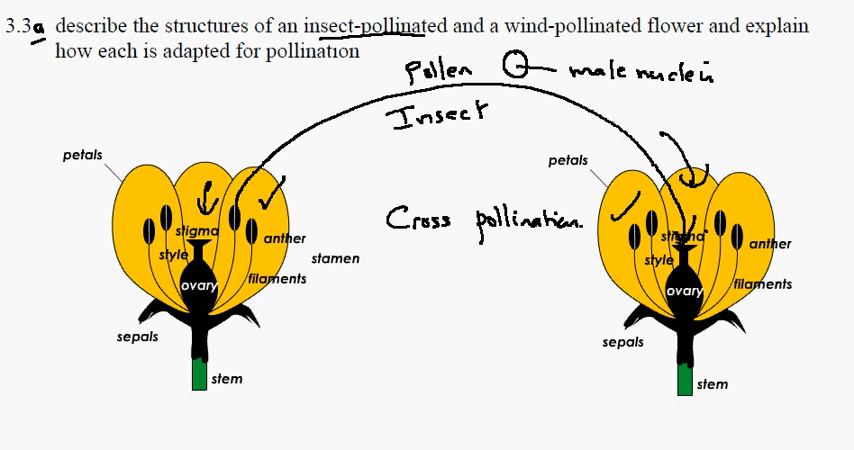 3.3a describe the structures of an insect-pollinated and a wind-pollinated flower and explain
how each is adapted for pollination
Pollen male nuclei
Insect
Cross pollination.
petals
stigma
anther
style
stamen
ovary
filaments
sepals
stem
petals
stigma
anther
style
ovary
filaments
sepals
stem